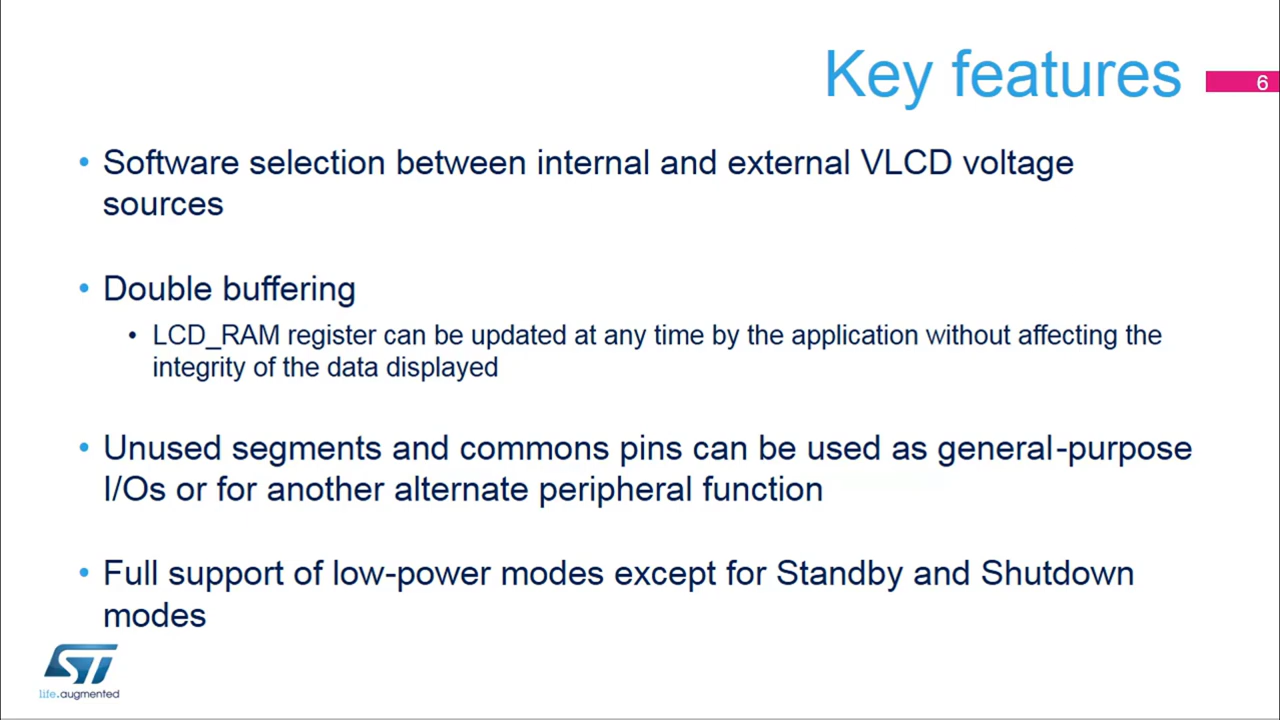 Key features
6
• Software selection between internal and external VLCD voltage
sources
• Double buffering
• LCD_RAM register can be updated at any time by the application without affecting the
integrity of the data displayed
• Unused segments and commons pins can be used as general-purpose
I/Os or for another alternate peripheral function
• Full support of low-power modes except for Standby and Shutdown
modes
ST
life.augmented